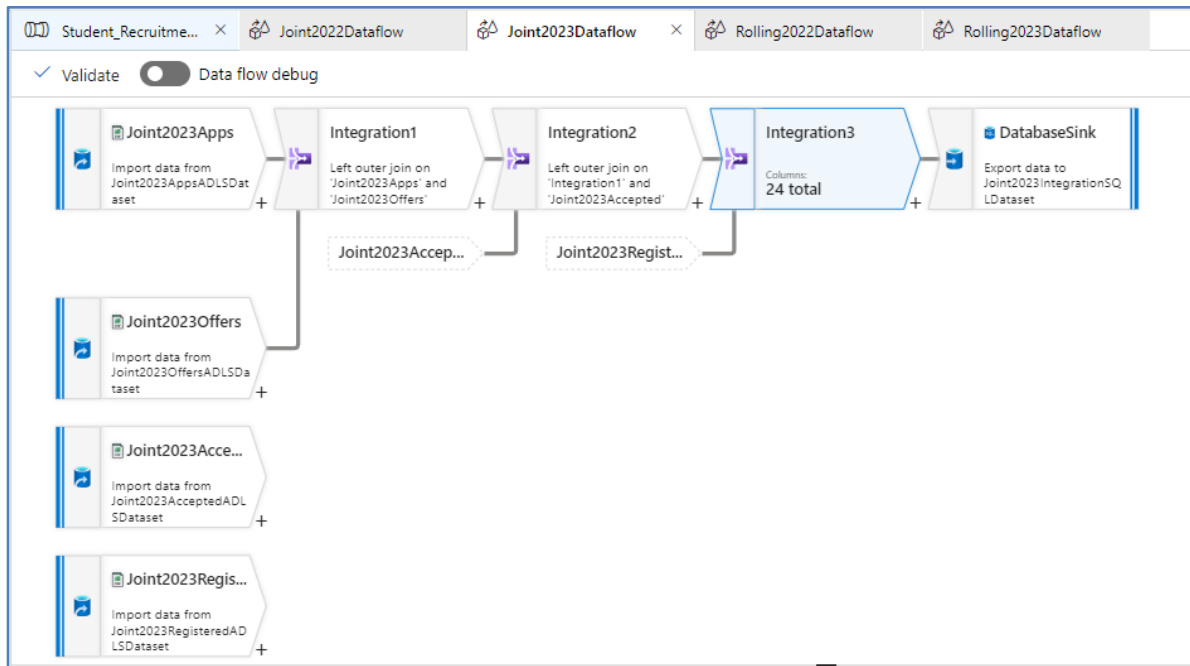 Student_Recruitme...
Joint2022Dataflow
Joint2023Dataflow
Rolling2022Dataflow
Rolling2023Dataflow
Validate
Data flow debug
Joint2023Apps
Import data from
Joint2023AppsADLSDat
aset
+
Integration1
Left outer join on
'Joint2023Apps' and
'Joint2023Offers'
+
Integration2
Left outer join on
'Integration1' and
'Joint2023Accepted'
+
Integration3
Columns:
24 total
+
DatabaseSink
Export data to
Joint2023IntegrationSQ
LDataset
Joint2023Accep...
Joint2023Regist...
Joint2023Offers
Import data from
Joint2023OffersADLSDa
taset
+
Joint2023Acce...
Import data from
Joint2023AcceptedADL
SDataset
+
Joint2023Regis...
Import data from
Joint2023RegisteredAD
LSDataset
+